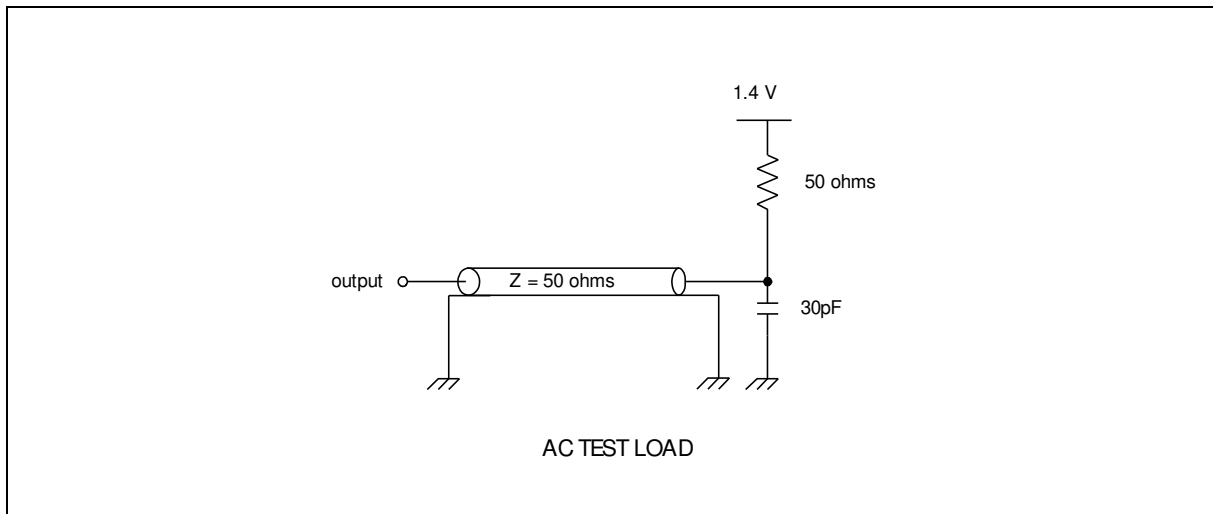 1.4 V
50 ohms
output
Z = 50 ohms
30pF
AC TEST LOAD